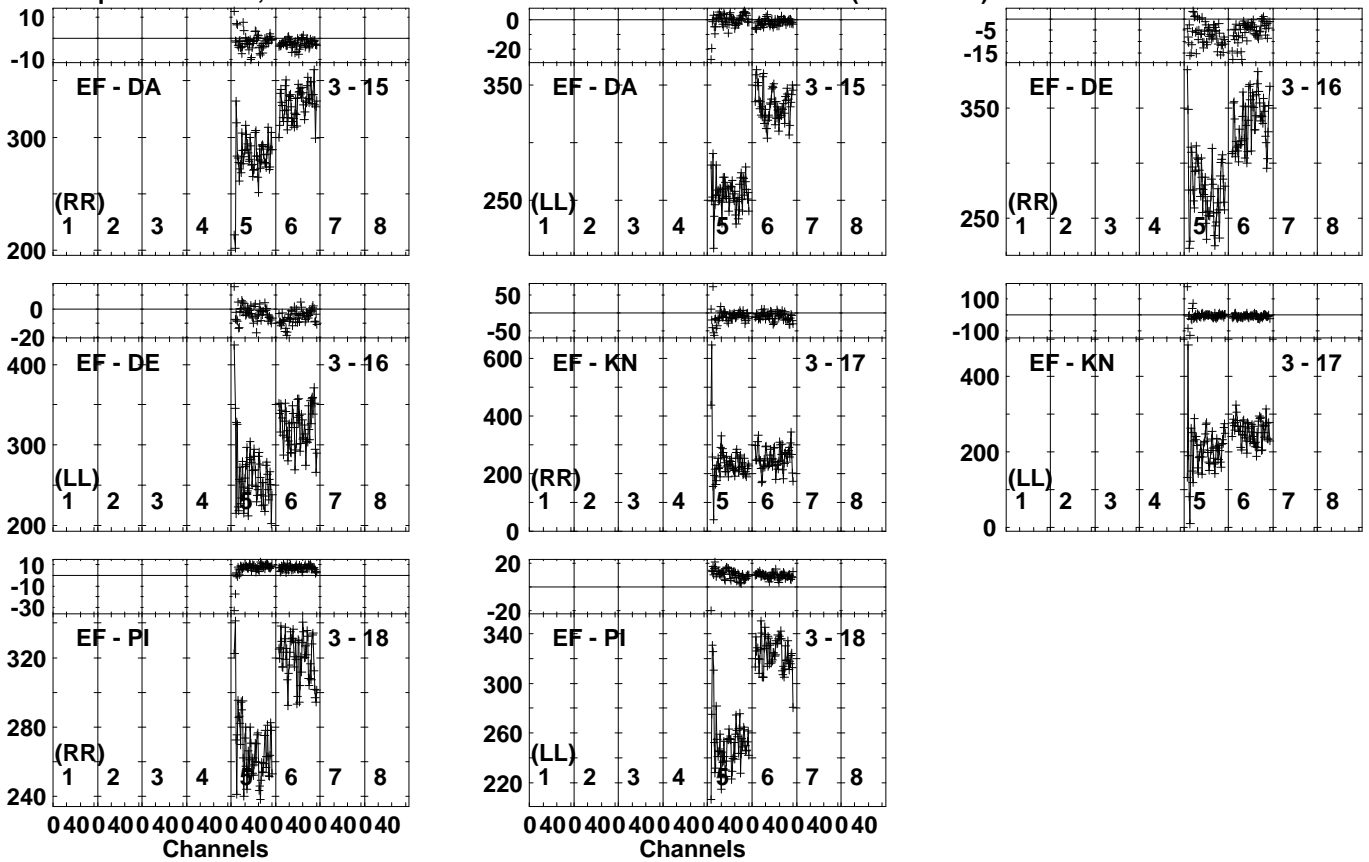 10
-10
EF - DA 3 - 15
300
(RR)
1 2 3 4 5 6 7 8
200
0
-20
EF - DA 3 - 15
350
250
(LL)
1 2 3 4 5 6 7 8
-5
-15
EF - DE 3 - 16
350
250
(RR)
1 2 3 4 5 6 7 8
0
-20
400
EF - DE 3 - 16
300
(LL)
1 2 3 4 5 6 7 8
200
50
-50
600
EF - KN 3 - 17
400
200
(RR)
1 2 3 4 5 6 7 8
0
100
-100
400
EF - KN 3 - 17
200
(LL)
1 2 3 4 5 6 7 8
0
10
-10
-30
EF - PI 3 - 18
320
280
(RR)
1 2 3 4 5 6 7 8
240
0 40 0 40 0 40 0 40 0 40 0 40 0 40 0 40
Channels
20
-20
340
EF - PI 3 - 18
300
260
(LL)
1 2 3 4 5 6 7 8
220
0 40 0 40 0 40 0 40 0 40 0 40 0 40 0 40
Channels